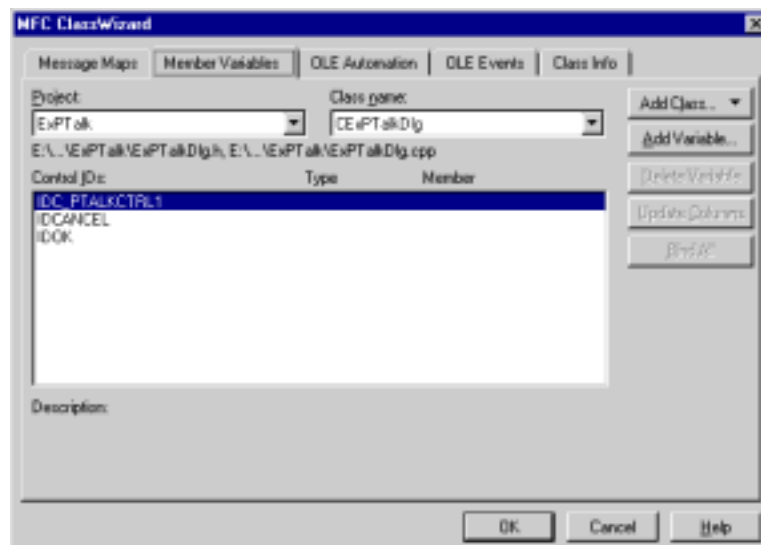 MFC ClassWizard
Message Maps Member Variables OLE Automation OLE Events Class Info
Project: Class name:
ExPTalk CExPTalkDlg
E:\...\ExPTalk\ExPTalkDlg.h, E:\...\ExPTalk\ExPTalkDlg.cpp
Control IDs: Type Member
IDC_PTALKCTRL1
IDCANCEL
IDOK
Add Class...
Add Variable...
Delete Variable
Update Columns
Bind All
Description:
OK Cancel Help